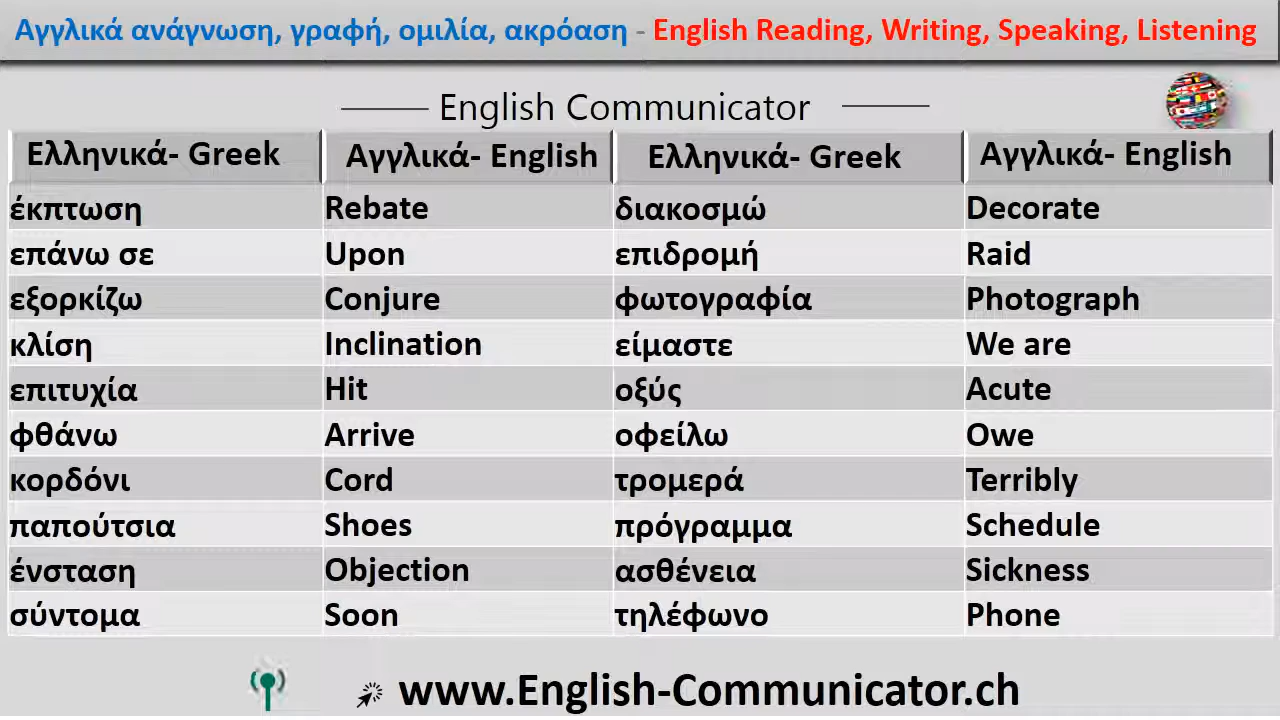 Αγγλικά ανάγνωση, γραφή, ομιλία, ακρόαση - English Reading, Writing, Speaking, Listening
English Communicator
Ελληνικά- Greek Αγγλικά- English Ελληνικά- Greek Αγγλικά- English
έκπτωση Rebate διακοσμώ Decorate
επάνω σε Upon επιδρομή Raid
εξορκίζω Conjure φωτογραφία Photograph
κλίση Inclination είμαστε We are
επιτυχία Hit οξύς Acute
φθάνω Arrive οφείλω Owe
κορδόνι Cord τρομερά Terribly
παπούτσια Shoes πρόγραμμα Schedule
ένσταση Objection ασθένεια Sickness
σύντομα Soon τηλέφωνο Phone
www.English-Communicator.ch